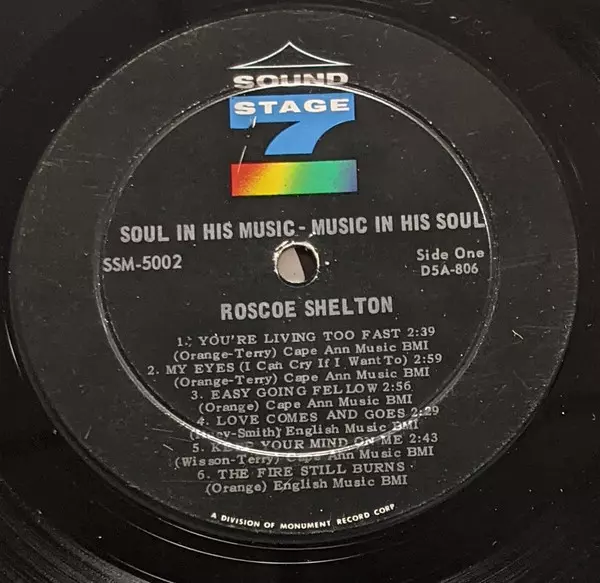 SOUND
STAGE
7
SOUL IN HIS MUSIC - MUSIC IN HIS SOUL
SSM-5002
Side One
D5A-806
ROSCOE SHELTON
1. YOU'RE LIVING TOO FAST 2:39
(Orange-Terry) Cape Ann Music BMI
2. MY EYES (I Can Cry If I Want To) 2:59
(Orange-Terry) Cape Ann Music BMI
3. EASY GOING FELLOW 2:56
(Orange) Cape Ann Music BMI
4. LOVE COMES AND GOES 2:29
English Music BMI
5. KEEP YOUR MIND ON ME 2:43
(Wisson-Terry) Cape Ann Music BMI
6. THE FIRE STILL BURNS
(Orange) English Music BMI
A DIVISION OF MONUMENT RECORD CORP.